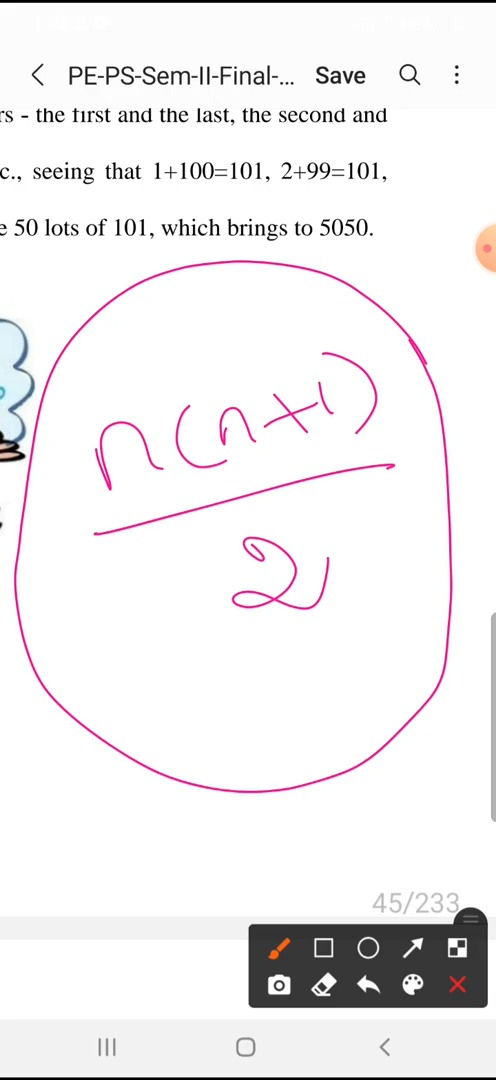 PE-PS-Sem-II-Final-... Save
rs - the first and the last, the second and
c., seeing that 1+100=101, 2+99=101,
e 50 lots of 101, which brings to 5050.
n(n+1)
2
45/233